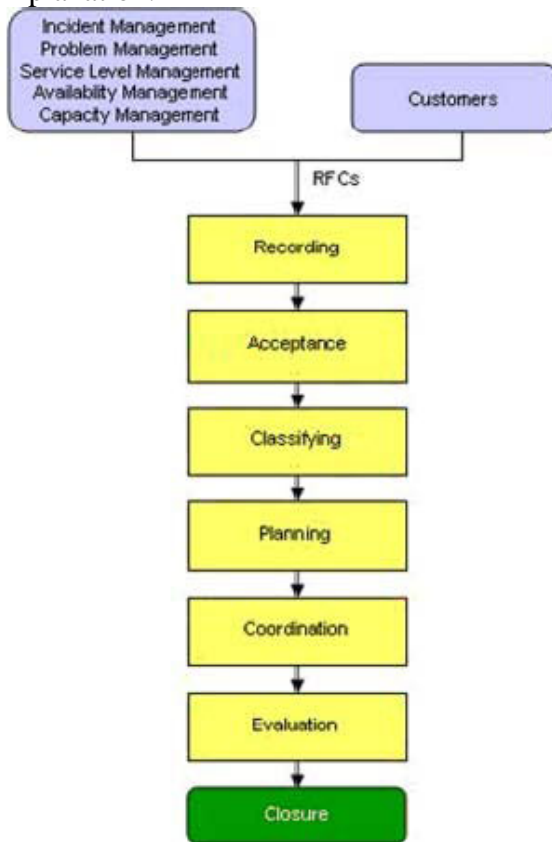 Incident Management
Problem Management
Service Level Management
Availability Management
Capacity Management
Customers
RFCs
Recording
Acceptance
Classifying
Planning
Coordination
Evaluation
Closure